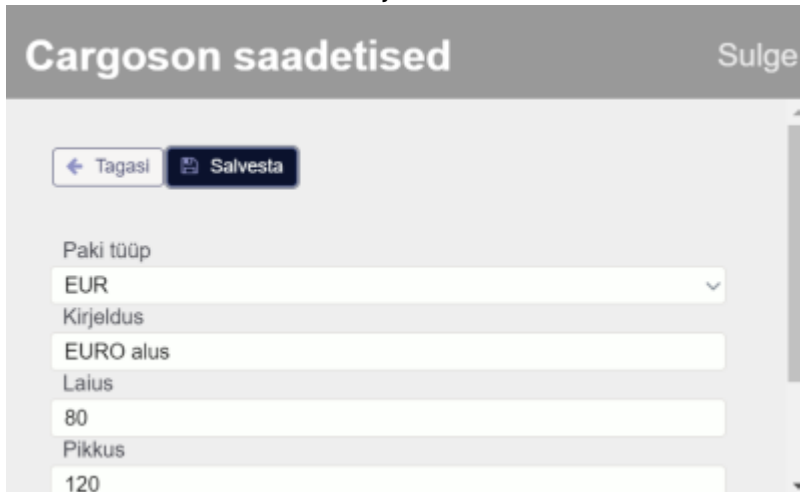 Cargoson saadetised Sulge
Tagasi Salvesta
Paki tüüp
EUR
Kirjeldus
EURO alus
Laius
80
Pikkus
120